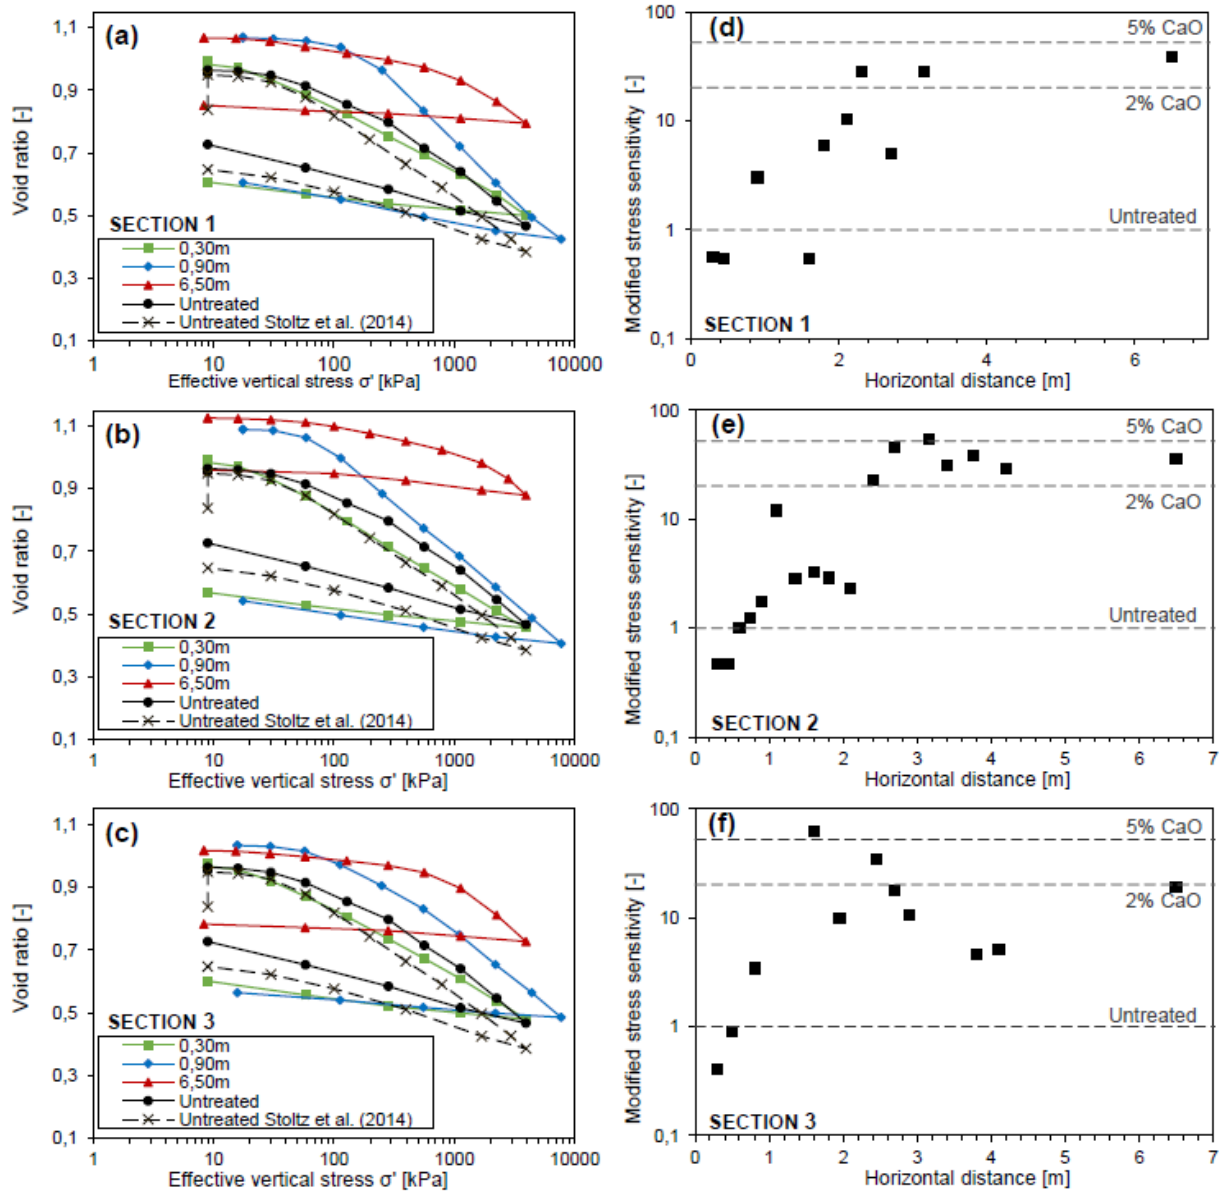 (a)
1,1
0,9
0,7
0,5
0,3
0,1
Void ratio [-]
SECTION 1
0,30m
0,90m
6,50m
Untreated
Untreated Stoltz et al. (2014)
1 10 100 1000 10000
Effective vertical stress σ' [kPa]
(d)
100
10
1
0,1
Modified stress sensitivity [-]
5% CaO
2% CaO
Untreated
SECTION 1
0 2 4 6
Horizontal distance [m]
(b)
1,1
0,9
0,7
0,5
0,3
0,1
Void ratio [-]
SECTION 2
0,30m
0,90m
6,50m
Untreated
Untreated Stoltz et al. (2014)
1 10 100 1000 10000
Effective vertical stress σ' [kPa]
(e)
100
10
1
0,1
Modified stress sensitivity [-]
5% CaO
2% CaO
Untreated
SECTION 2
0 1 2 3 4 5 6 7
Horizontal distance [m]
(c)
1,1
0,9
0,7
0,5
0,3
0,1
Void ratio [-]
SECTION 3
0,30m
0,90m
6,50m
Untreated
Untreated Stoltz et al. (2014)
1 10 100 1000 10000
Effective vertical stress σ' [kPa]
(f)
100
10
1
0,1
Modified stress sensitivity [-]
5% CaO
2% CaO
Untreated
SECTION 3
0 1 2 3 4 5 6 7
Horizontal distance [m]